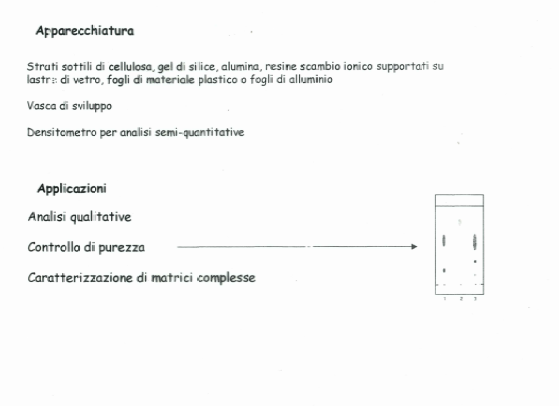 Apparecchiatura
Strati sottili di cellulosa, gel di silice, alumina, resine scambio ionico supportati su
lastre di vetro, fogli di materiale plastico o fogli di alluminio
Vasca di sviluppo
Densitometro per analisi semi-quantitative
Applicazioni
Analisi qualitative
Controllo di purezza
Caratterizzazione di matrici complesse
1 2 3